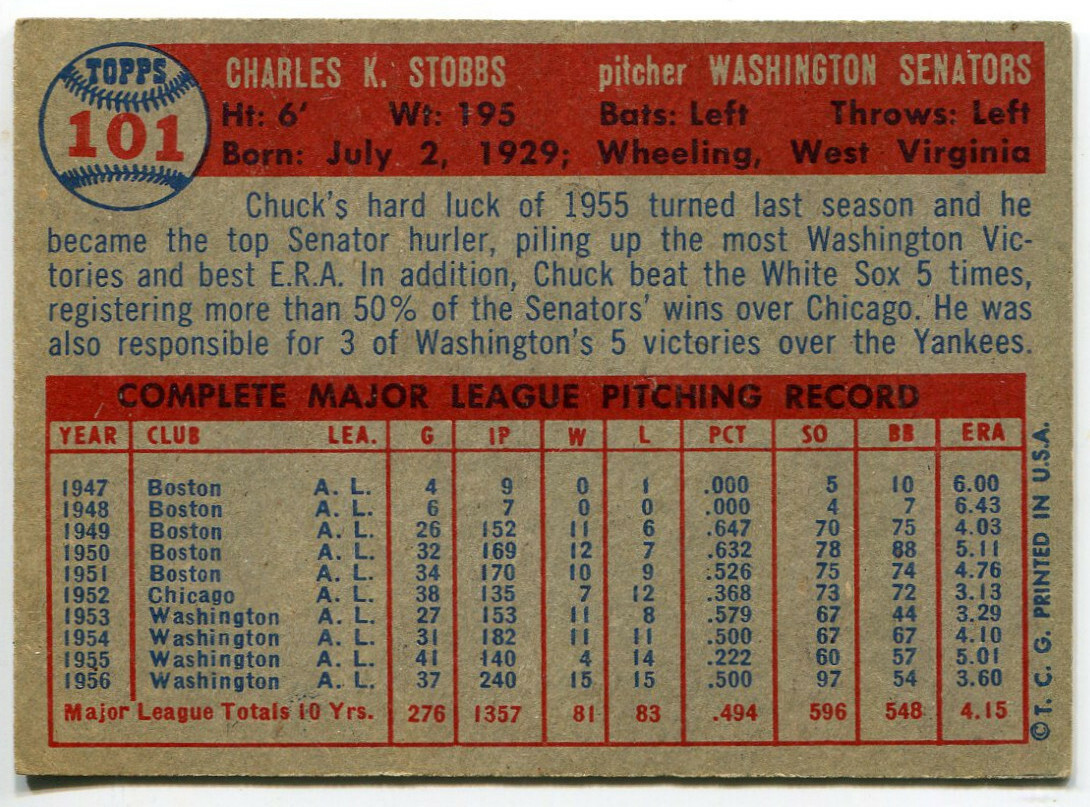 TOPPS
101
CHARLES K. STOBBS pitcher WASHINGTON SENATORS
Ht: 6' Wt: 195 Bats: Left Throws: Left
Born: July 2, 1929; Wheeling, West Virginia
Chuck's hard luck of 1955 turned last season and he
became the top Senator hurler, piling up the most Washington Vic-
tories and best E.R.A. In addition, Chuck beat the White Sox 5 times,
registering more than 50% of the Senators' wins over Chicago. He was
also responsible for 3 of Washington's 5 victories over the Yankees.
COMPLETE MAJOR LEAGUE PITCHING RECORD
YEAR CLUB LEA. G IP W L PCT SO BB ERA
1947 Boston A. L. 4 9 0 1 .000 5 10 6.00
1948 Boston A. L. 6 7 0 0 .000 4 7 6.43
1949 Boston A. L. 26 152 11 6 .647 70 75 4.03
1950 Boston A. L. 32 169 12 7 .632 78 88 5.11
1951 Boston A. L. 34 170 10 9 .526 75 74 4.76
1952 Chicago A. L. 38 135 7 12 .368 73 72 3.13
1953 Washington A. L. 27 153 11 8 .579 67 44 3.29
1954 Washington A. L. 31 182 11 11 .500 67 67 4.10
1955 Washington A. L. 41 140 4 14 .222 60 57 5.01
1956 Washington A. L. 37 240 15 15 .500 97 54 3.60
Major League Totals 10 Yrs. 276 1357 81 83 .494 596 548 4.15
©T. C. G. PRINTED IN U.S.A.